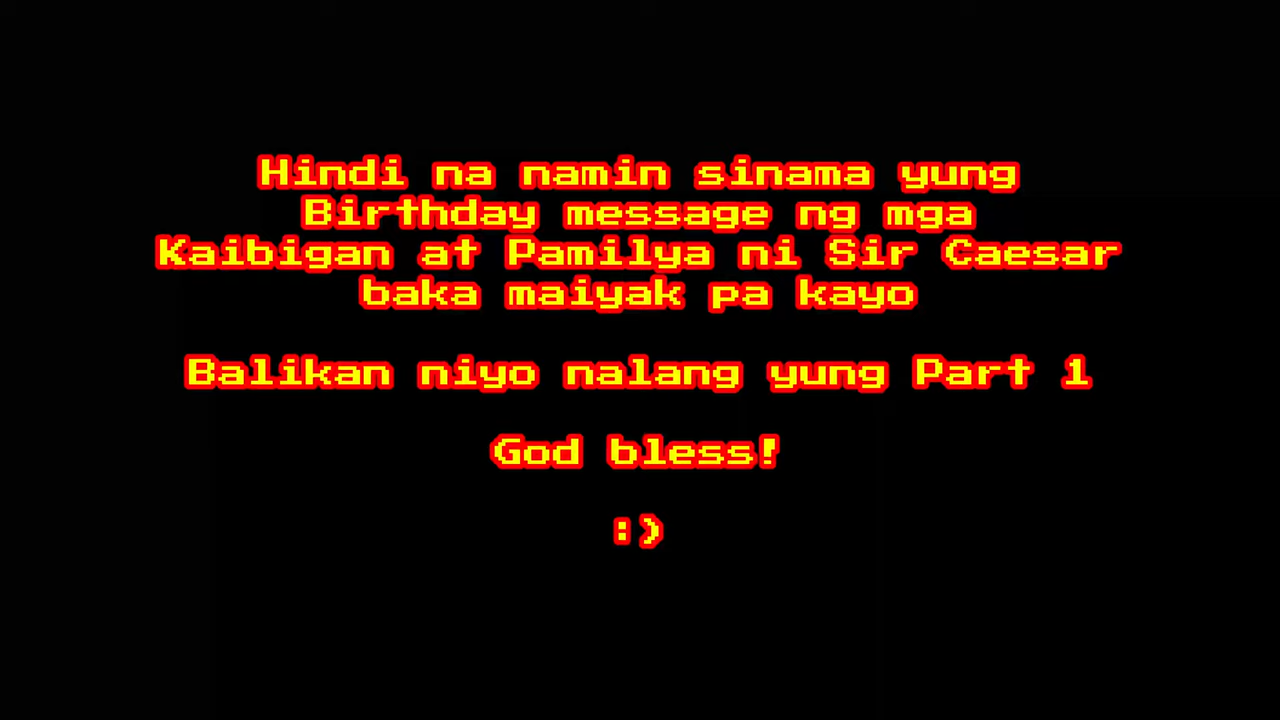 Hindi na namin sinama yung
Birthday message ng mga
Kaibigan at Pamilya ni Sir Caesar
baka maiyak pa kayo
Balikan niyo nalang yung Part 1
God bless!
:)